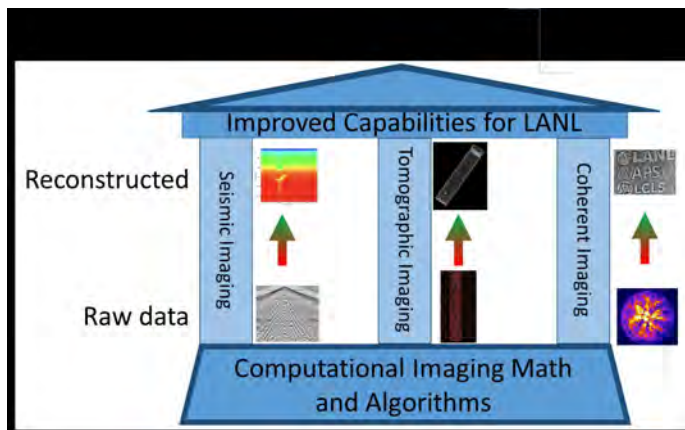 Improved Capabilities for LANL
Reconstructed
Seismic Imaging
Tomographic Imaging
Coherent Imaging
LANL
APS
LCLS
Raw data
Computational Imaging Math
and Algorithms